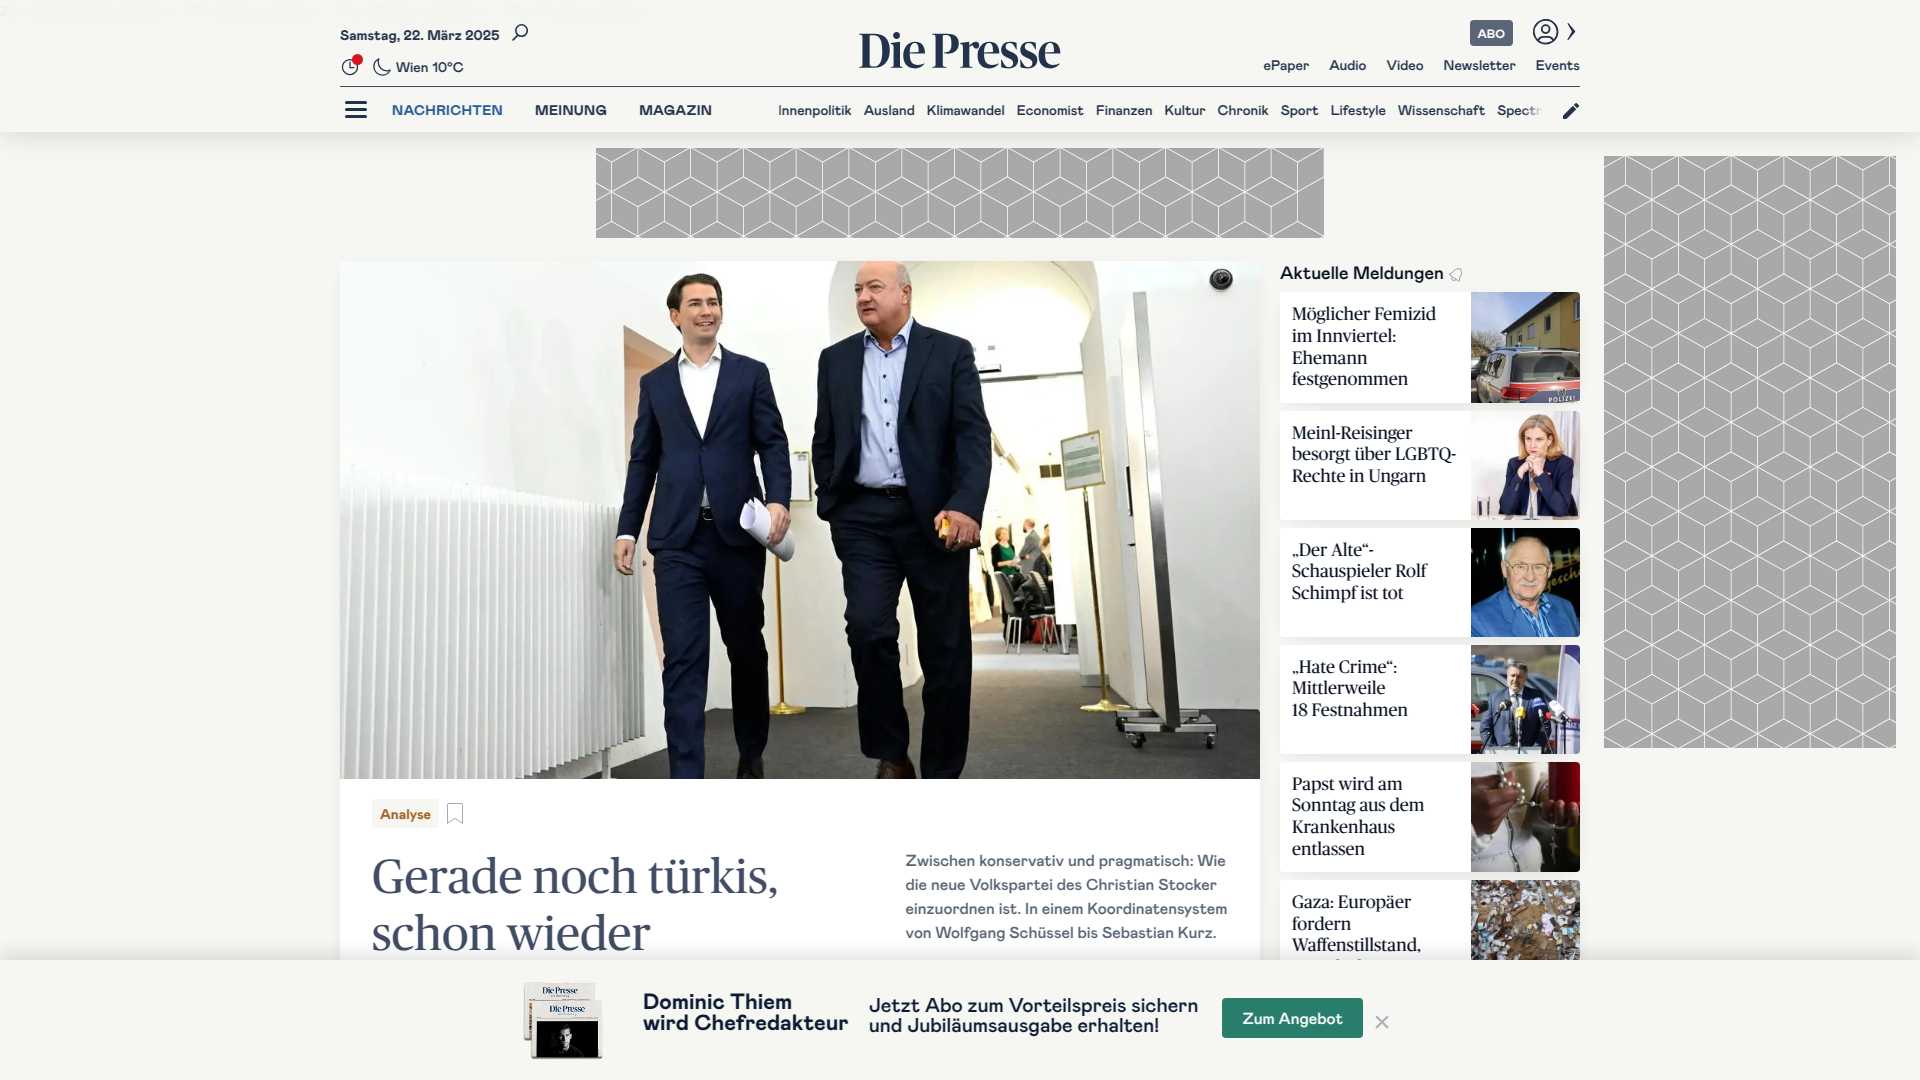 Samstag, 22. März 2025
Wien 10°C
Die Presse
ABO
ePaper Audio Video Newsletter Events
NACHRICHTEN MEINUNG MAGAZIN
Innenpolitik Ausland Klimawandel Economist Finanzen Kultur Chronik Sport Lifestyle Wissenschaft Spectr
Analyse
Gerade noch türkis,
schon wieder
Zwischen konservativ und pragmatisch: Wie
die neue Volkspartei des Christian Stocker
einzuordnen ist. In einem Koordinatensystem
von Wolfgang Schüssel bis Sebastian Kurz.
Aktuelle Meldungen
Möglicher Femizid
im Innviertel:
Ehemann
festgenommen
POLIZEI
Meinl-Reisinger
besorgt über LGBTQ-
Rechte in Ungarn
„Der Alte“-
Schauspieler Rolf
Schimpf ist tot
„Hate Crime“:
Mittlerweile
18 Festnahmen
Papst wird am
Sonntag aus dem
Krankenhaus
entlassen
Gaza: Europäer
fordern
Waffenstillstand,
Die Presse
Die Presse
Dominic Thiem
wird Chefredakteur
Jetzt Abo zum Vorteilspreis sichern
und Jubiläumsausgabe erhalten!
Zum Angebot